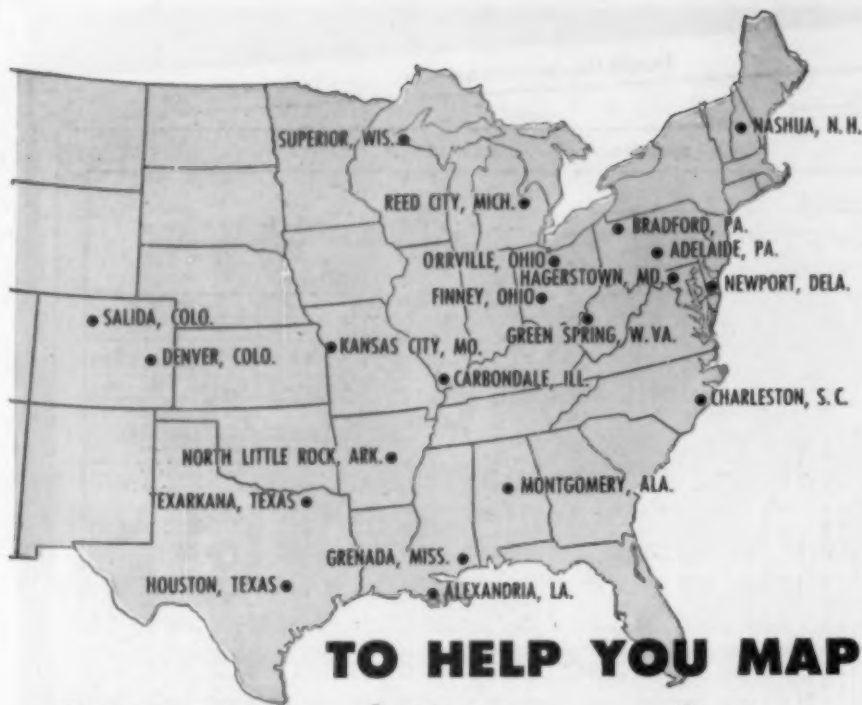 NASHUA, N. H.
SUPERIOR, WIS.
REED CITY, MICH.
BRADFORD, PA.
ADELAIDE, PA.
ORRVILLE, OHIO
HAGERSTOWN, MD.
NEWPORT, DELA.
FINNEY, OHIO
GREEN SPRING, W. VA.
SALIDA, COLO.
KANSAS CITY, MO.
DENVER, COLO.
CARBONDALE, ILL.
CHARLESTON, S. C.
NORTH LITTLE ROCK, ARK.
MONTGOMERY, ALA.
TEXARKANA, TEXAS
GRENADA, MISS.
HOUSTON, TEXAS
ALEXANDRIA, LA.
TO HELP YOU MAP